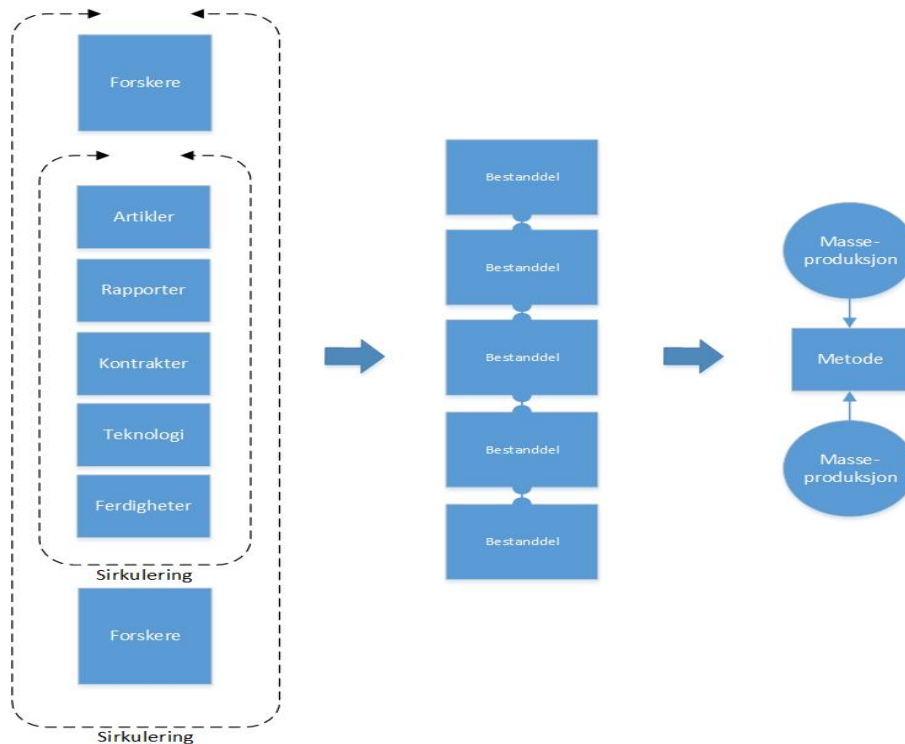 Forskere
Artikler
Rapporter
Kontrakter
Teknologi
Ferdigheter
Sirkulering
Forskere
Sirkulering
Bestanddel
Bestanddel
Bestanddel
Bestanddel
Bestanddel
Masse-
produksjon
Metode
Masse-
produksjon